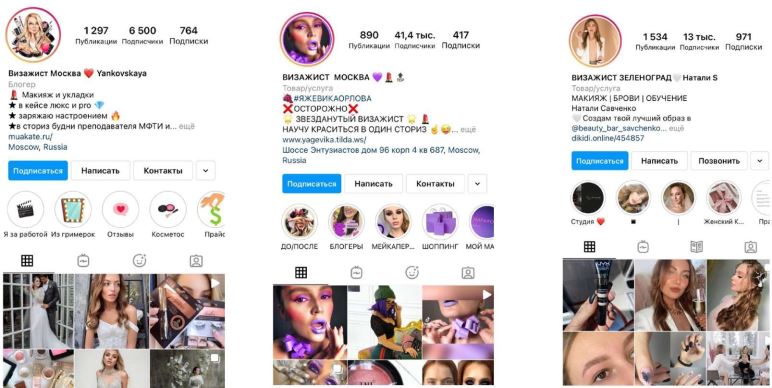 1 297 6 500 764
Публикации Подписчики Подписки
Визажист Москва ❤️ Yankovskaya
Блогер
💄 Макияж и укладки
★ в кейсе люкс и pro 💎
★ заряжаю настроением 🔥
★в сториз будни преподавателя МФТИ и... ещё
muakate.ru/
Moscow, Russia
Подписаться Написать Контакты
Я за работой Из гримерок Отзывы Косметос Прайс
890 41,4 тыс. 417
Публикации Подписчики Подписки
ВИЗАЖИСТ МОСКВА 💜💄
Товар/услуга
#ЯЖЕВИКАОРЛОВА
❌ОСТОРОЖНО❌
ЗВЕЗДАНУТЫЙ ВИЗАЖИСТ
НАУЧУ КРАСИТЬСЯ В ОДИН СТОРИЗ ... ещё
www.yagevika.tilda.ws/
Шоссе Энтузиастов дом 96 корп 4 кв 687, Moscow,
Russia
Подписаться Написать Контакты
ДО/ПОСЛЕ БЛОГЕРЫ МЕЙКАПЕР... ШОППИНГ МОЙ МА
1 534 13 тыс. 971
Публикации Подписчики Подписки
ВИЗАЖИСТ ЗЕЛЕНОГРАД🤍Натали S
Товар/услуга
МАКИЯЖ | БРОВИ | ОБУЧЕНИЕ
Натали Савченко
🤍Создам твой лучший образ в
@beauty_bar_savchenko... ещё
dikidi.online/454857
Подписаться Написать Позвонить
Студия ❤️ ■ | Женский К... Пра
NYX